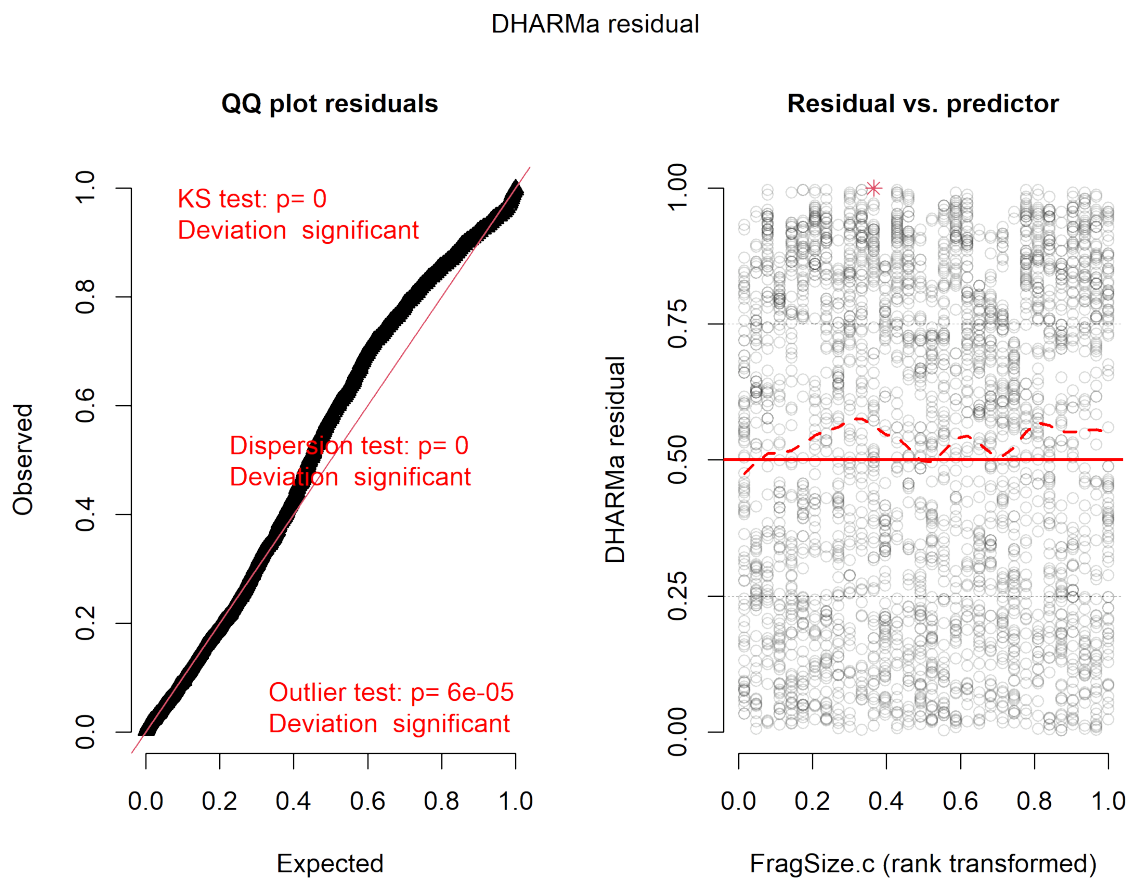 DHARMa residual
QQ plot residuals
KS test: p= 0
Deviation  significant
Dispersion test: p= 0
Deviation  significant
Outlier test: p= 6e-05
Deviation  significant
Observed
0.0 0.2 0.4 0.6 0.8 1.0
0.0 0.2 0.4 0.6 0.8 1.0
Expected
Residual vs. predictor
DHARMa residual
0.00 0.25 0.50 0.75 1.00
0.0 0.2 0.4 0.6 0.8 1.0
FragSize.c (rank transformed)